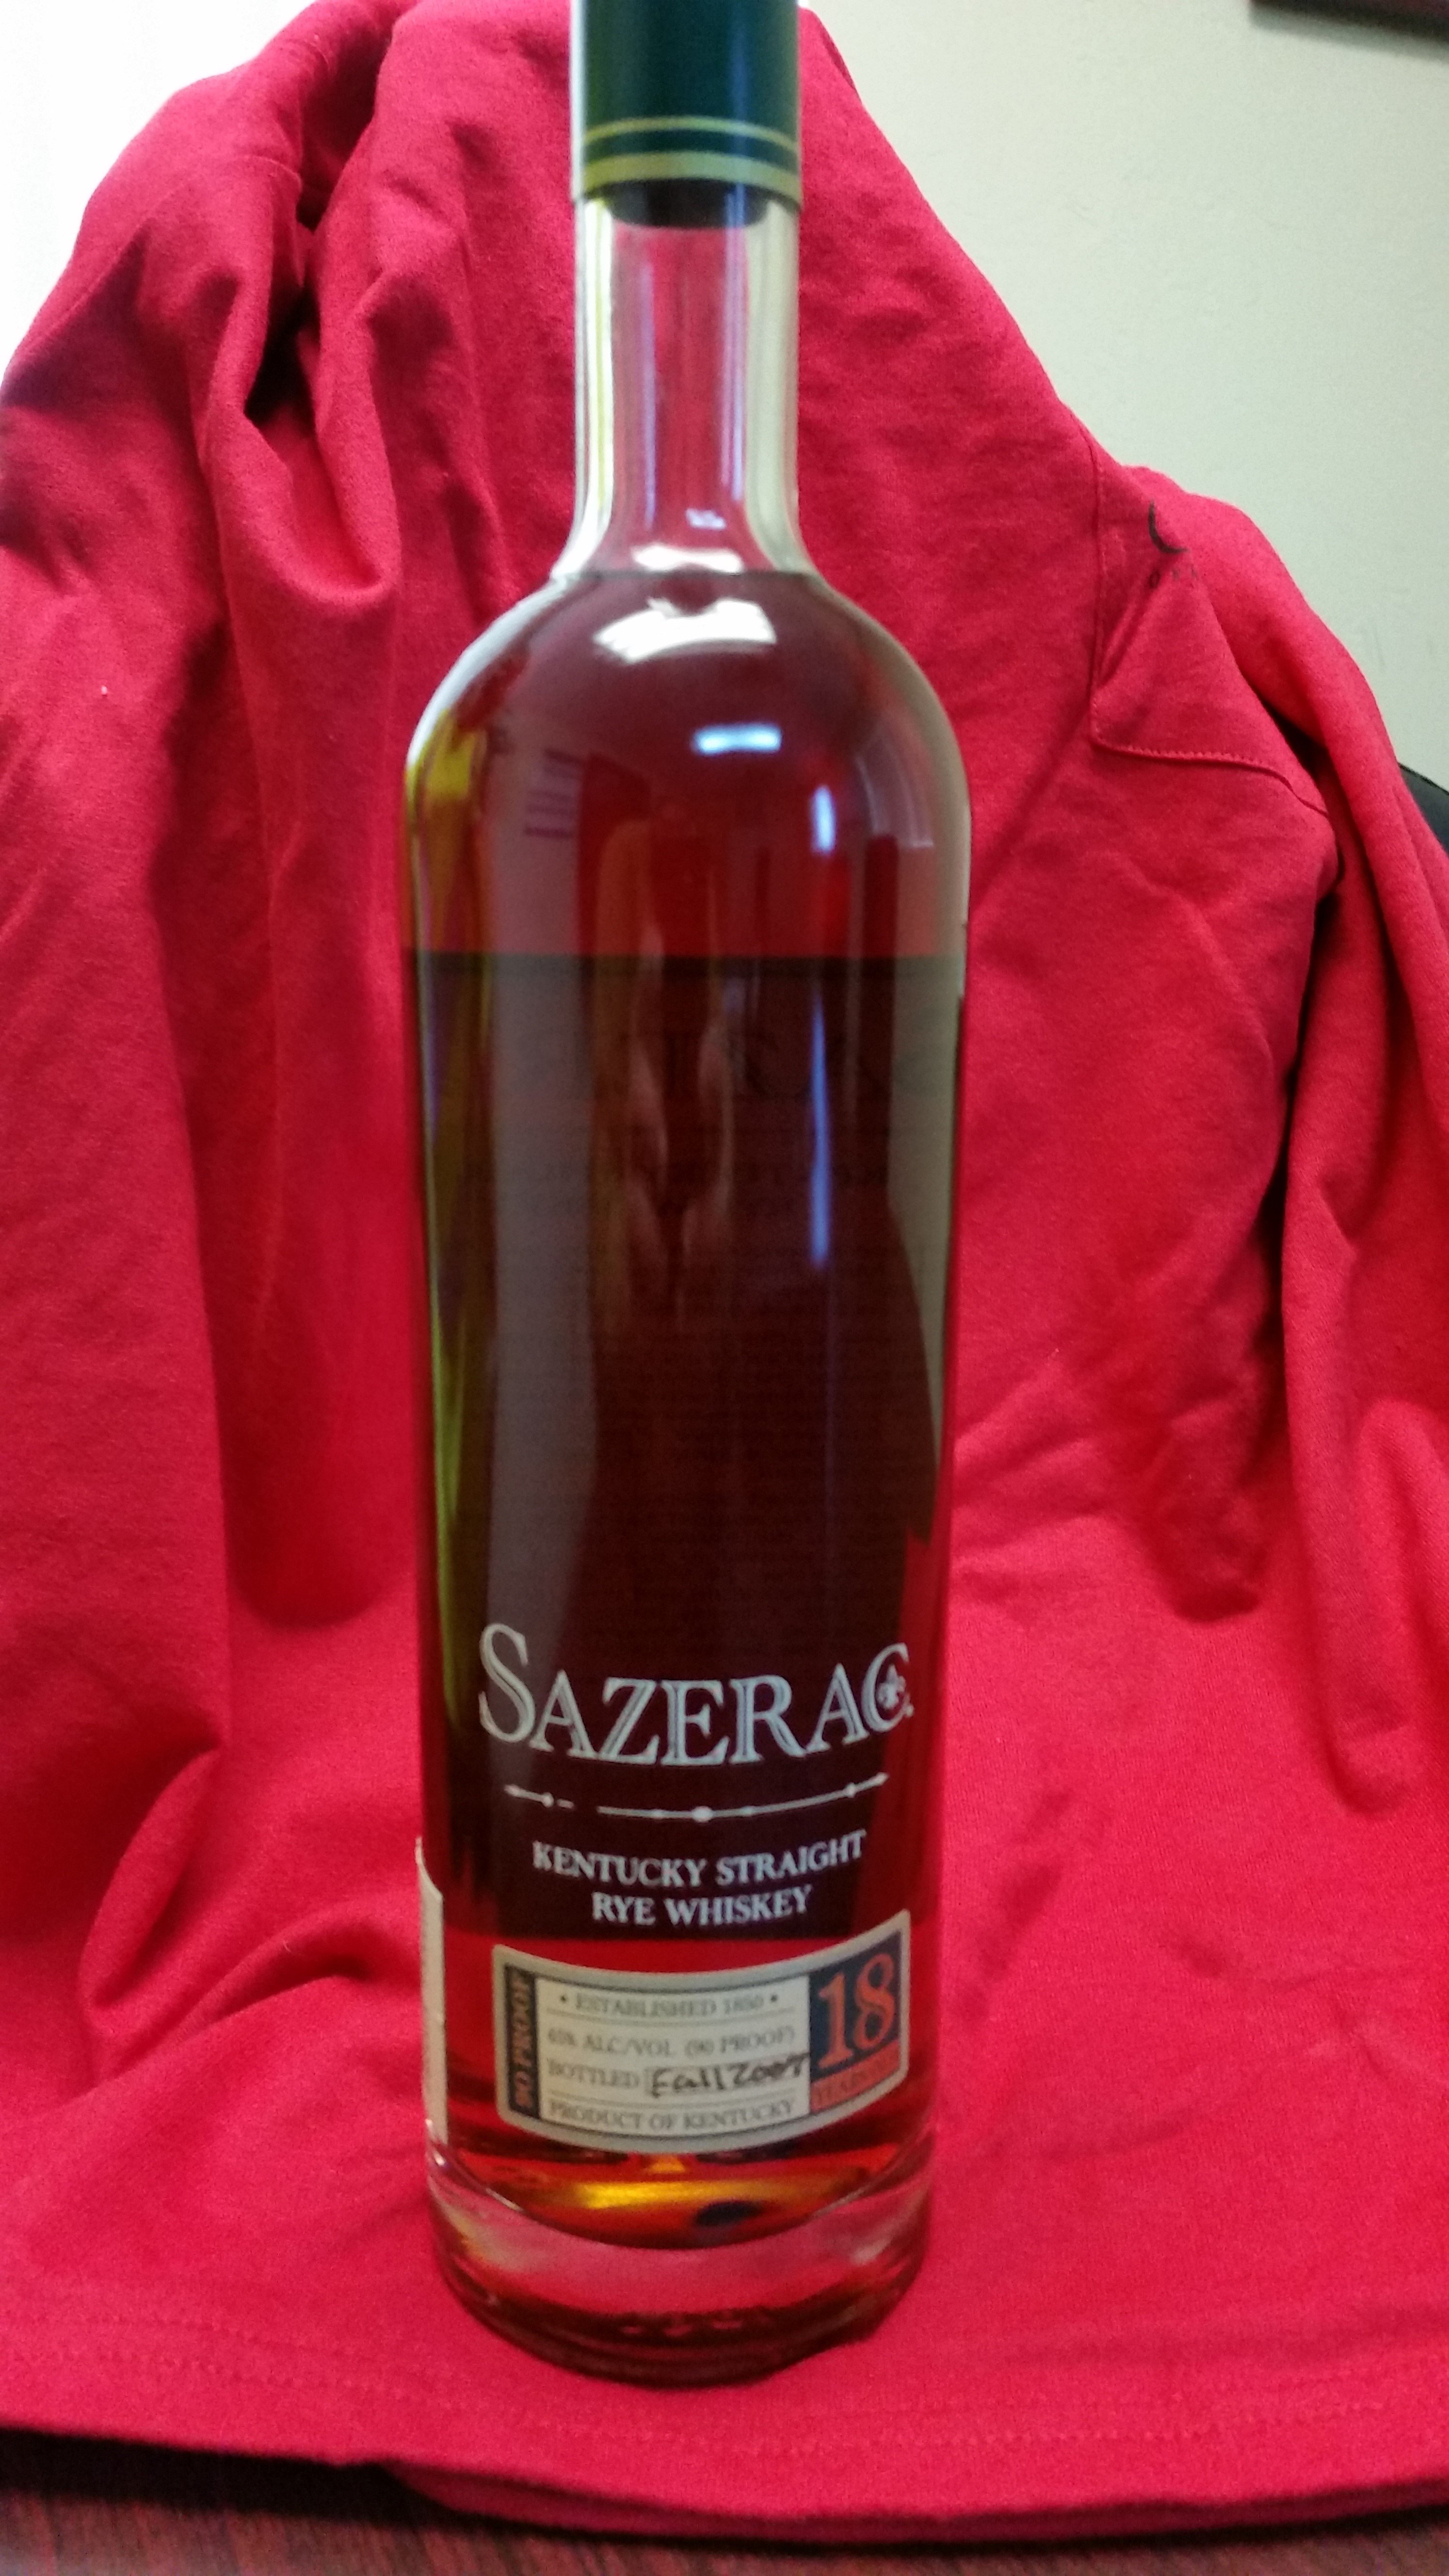 SAZERAC
KENTUCKY STRAIGHT
RYE WHISKEY
90 PROOF
• ESTABLISHED 1850 •
45% ALC/VOL (90 PROOF)
BOTTLED Fall 2007
PRODUCT OF KENTUCKY
18
YEARS OLD